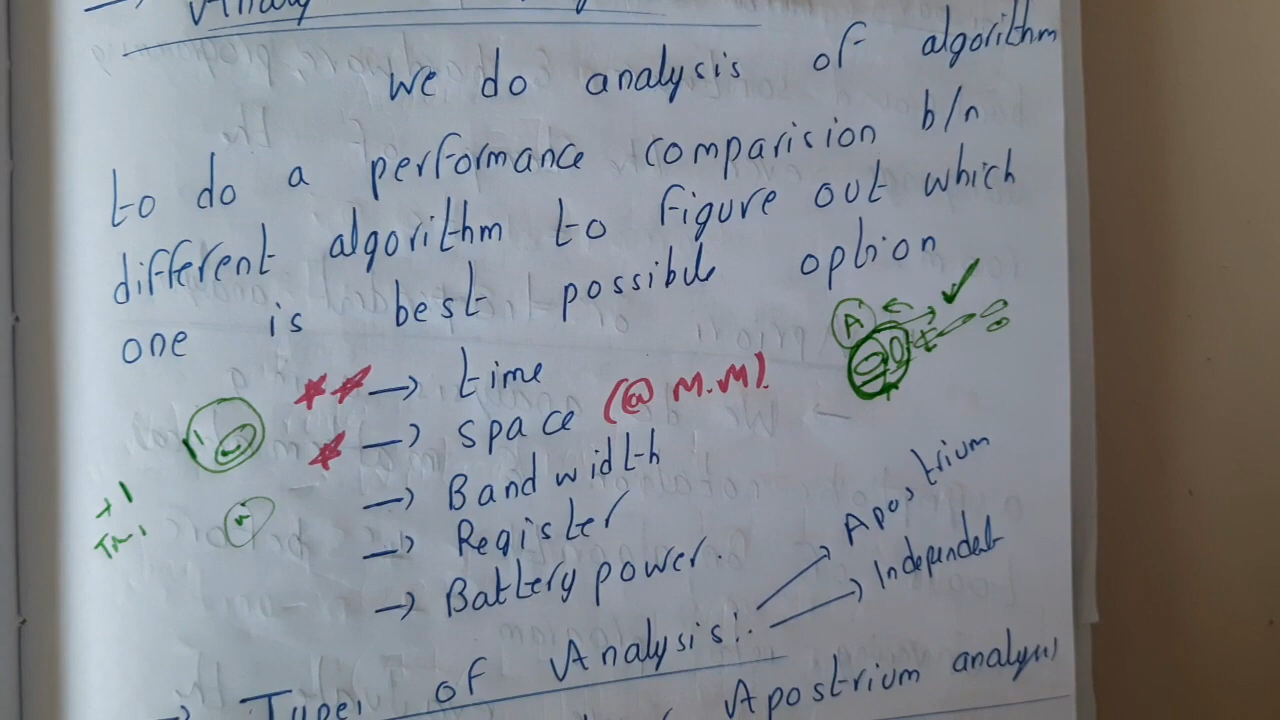 we do analysis of algorithm
to do a performance comparision b/n
different algorithm to figure out which
one is best possible option
A ✓
★★ → time
★ → space (@ M.M)
→ Bandwidth
→ Register
→ Battery power.
→ Types of Analysis:
→ Apostrium
→ Independent
Apostrium analysis